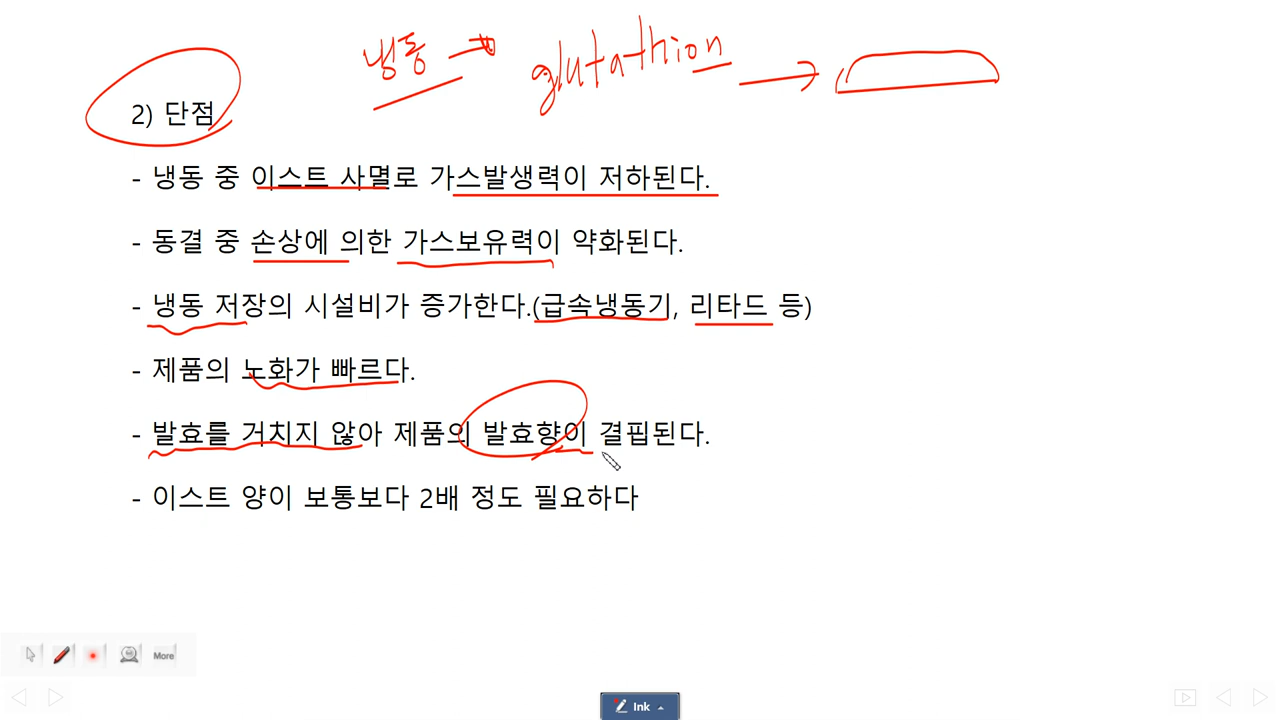 냉동 → glutathion →
2) 단점
- 냉동 중 이스트 사멸로 가스발생력이 저하된다.
- 동결 중 손상에 의한 가스보유력이 약화된다.
- 냉동 저장의 시설비가 증가한다.(급속냉동기, 리타드 등)
- 제품의 노화가 빠르다.
- 발효를 거치지 않아 제품의 발효향이 결핍된다.
- 이스트 양이 보통보다 2배 정도 필요하다
More
Ink